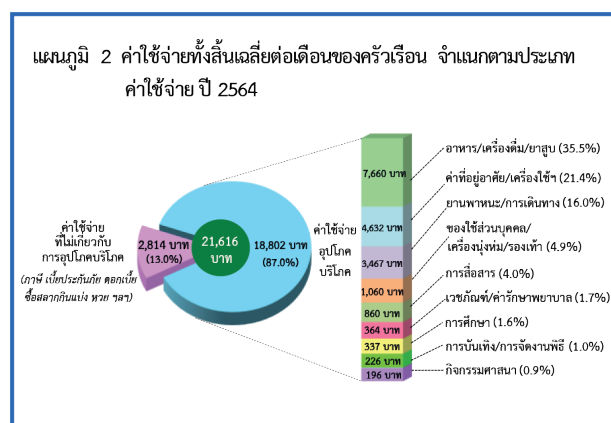 แผนภูมิ 2 ค่าใช้จ่ายทั้งสิ้นเฉลี่ยต่อเดือนของครัวเรือน จำแนกตามประเภท
ค่าใช้จ่าย ปี 2564
ค่าใช้จ่าย
ที่ไม่เกี่ยวกับ
การอุปโภคบริโภค
(ภาษี เบี้ยประกันภัย ดอกเบี้ย
ซื้อสลากกินแบ่ง หวย ฯลฯ)
2,814 บาท
(13.0%)
21,616
บาท
18,802 บาท
(87.0%)
ค่าใช้จ่าย
อุปโภค
บริโภค
7,660 บาท
4,632 บาท
3,467 บาท
1,060 บาท
860 บาท
364 บาท
337 บาท
226 บาท
196 บาท
อาหาร/เครื่องดื่ม/ยาสูบ (35.5%)
ค่าที่อยู่อาศัย/เครื่องใช้ฯ (21.4%)
ยานพาหนะ/การเดินทาง (16.0%)
ของใช้ส่วนบุคคล/
เครื่องนุ่งห่ม/รองเท้า (4.9%)
การสื่อสาร (4.0%)
เวชภัณฑ์/ค่ารักษาพยาบาล (1.7%)
การศึกษา (1.6%)
การบันเทิง/การจัดงานพิธี (1.0%)
กิจกรรมศาสนา (0.9%)